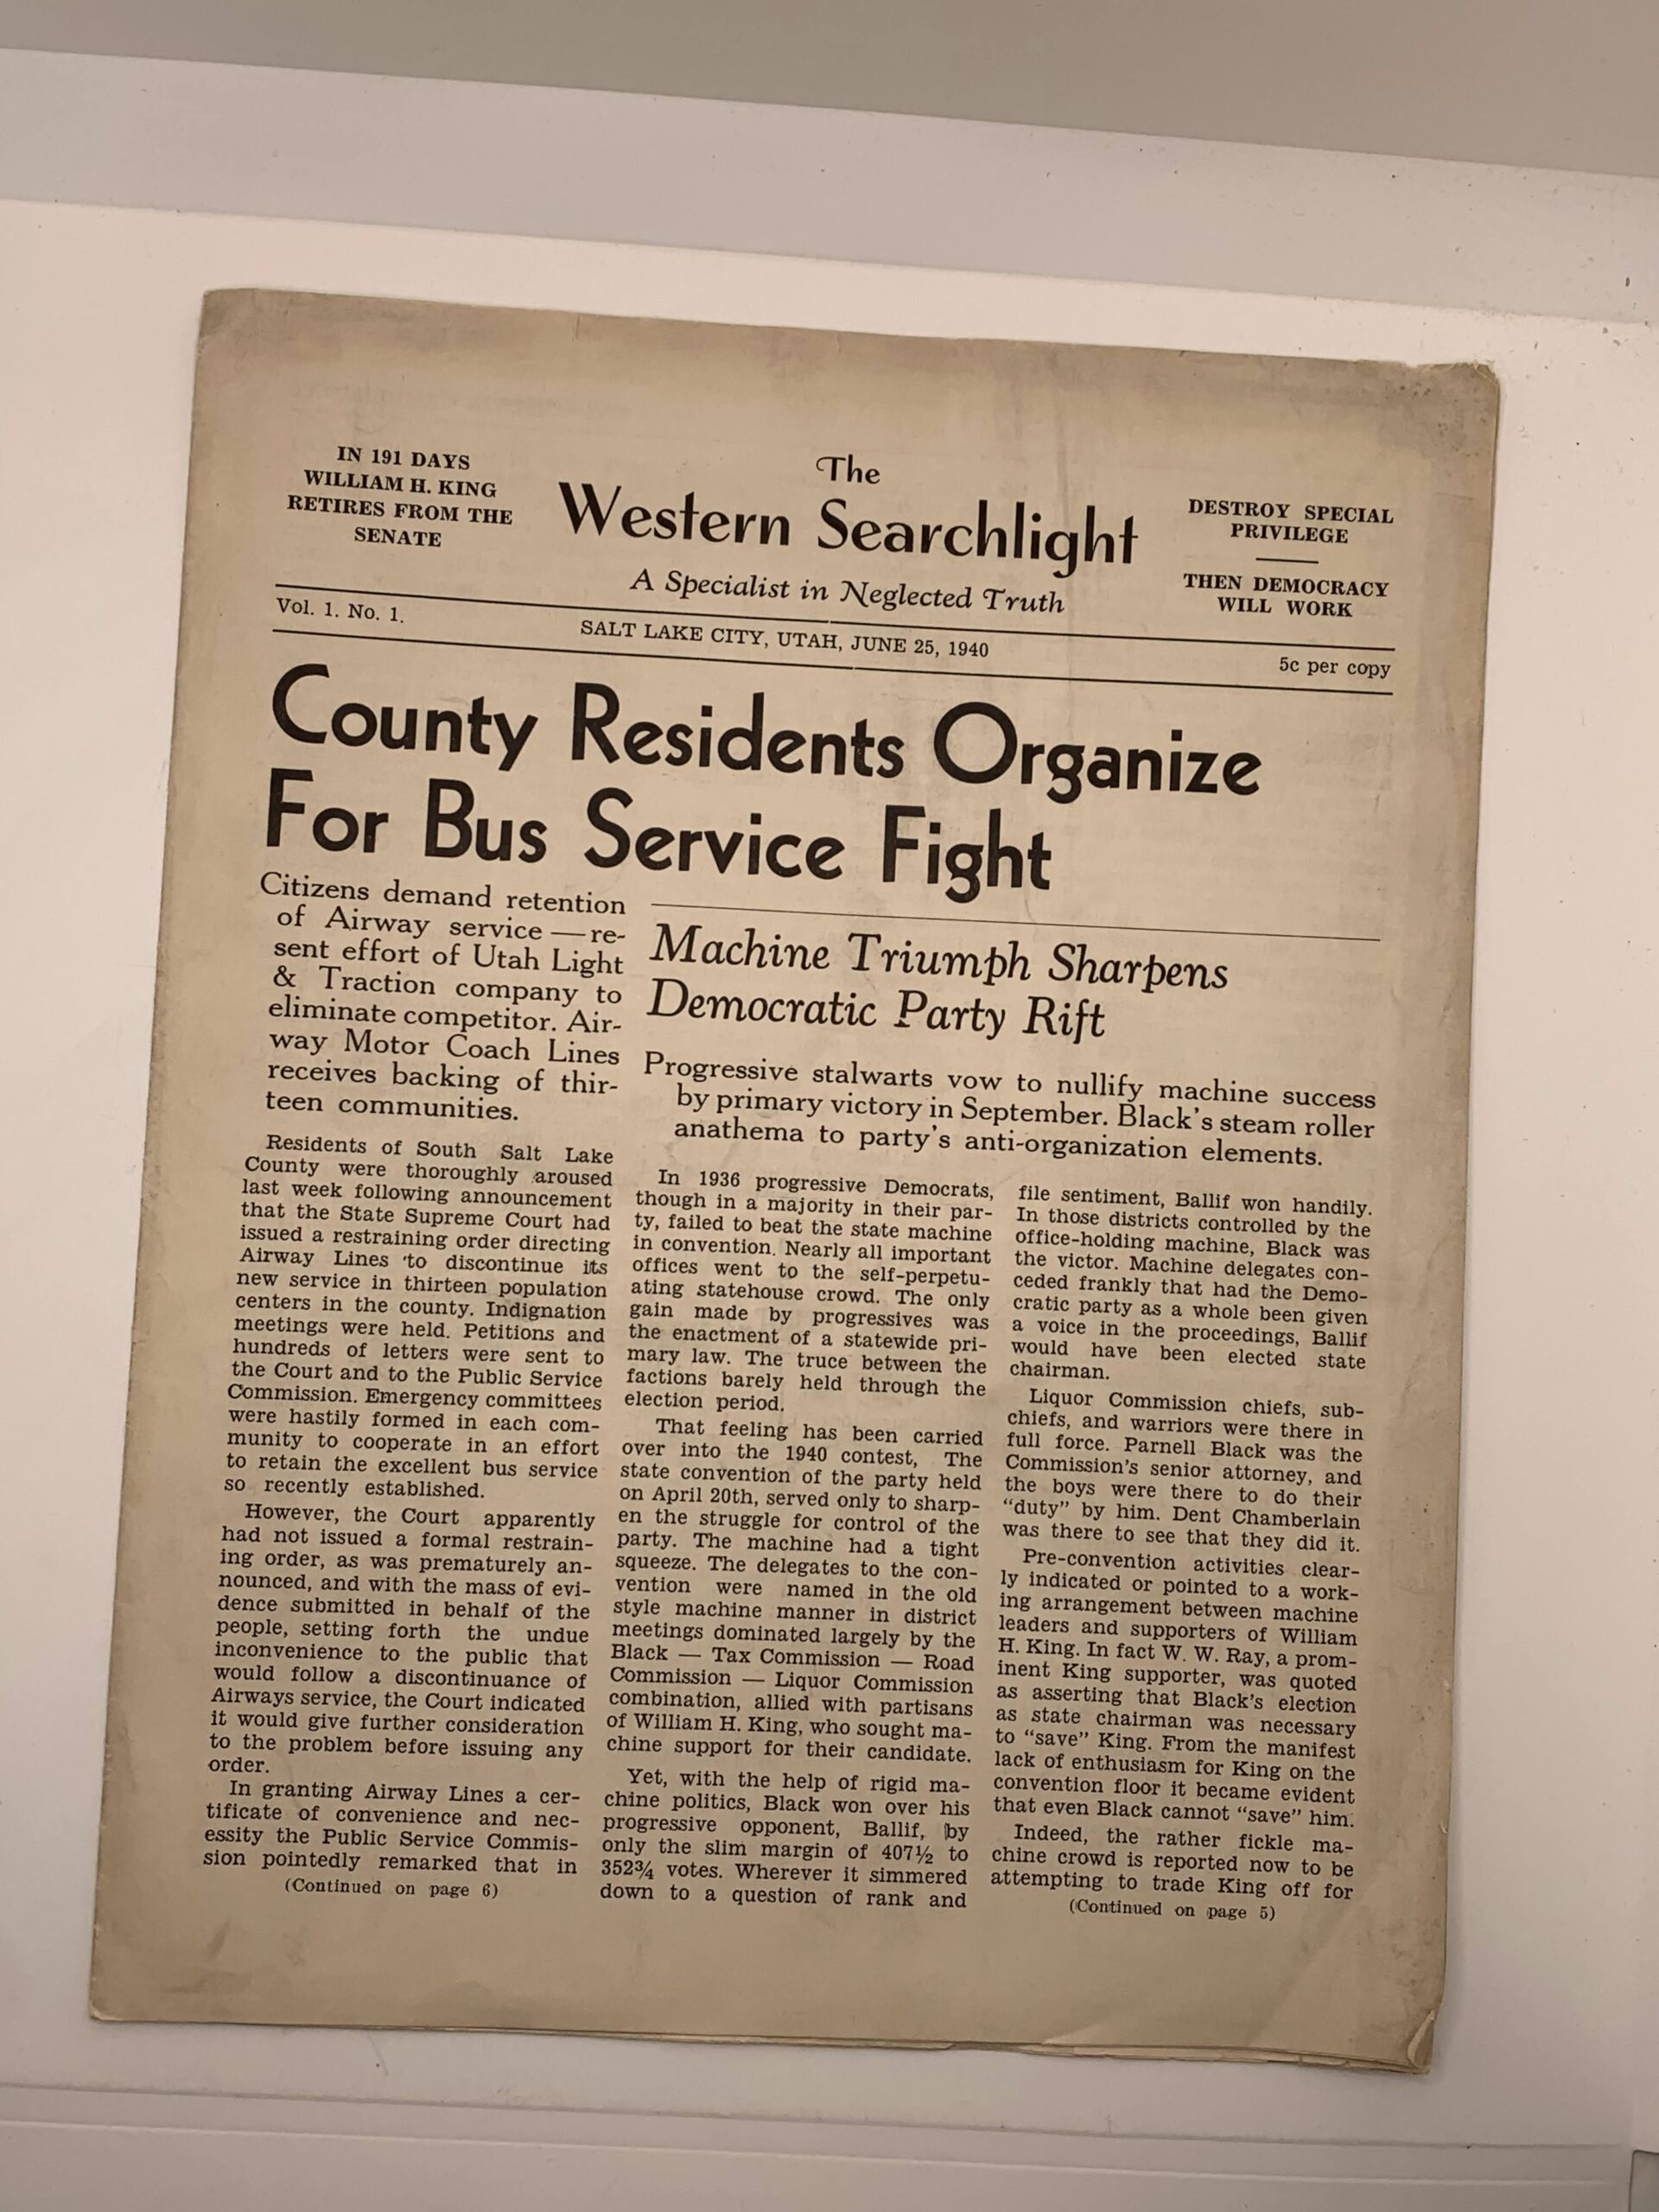 IN 191 DAYS
WILLIAM H. KING
RETIRES FROM THE
SENATE
The
Western Searchlight
A Specialist in Neglected Truth
DESTROY SPECIAL
PRIVILEGE
THEN DEMOCRACY
WILL WORK
Vol. 1. No. 1.
SALT LAKE CITY, UTAH, JUNE 25, 1940
5c per copy
County Residents Organize
For Bus Service Fight
Citizens demand retention
of Airway service — re-
sent effort of Utah Light
& Traction company to
eliminate competitor. Air-
way Motor Coach Lines
receives backing of thir-
teen communities.
Residents of South Salt Lake
County were thoroughly aroused
last week following announcement
that the State Supreme Court had
issued a restraining order directing
Airway Lines to discontinue its
new service in thirteen population
centers in the county. Indignation
meetings were held. Petitions and
hundreds of letters were sent to
the Court and to the Public Service
Commission. Emergency committees
were hastily formed in each com-
munity to cooperate in an effort
to retain the excellent bus service
so recently established.
However, the Court apparently
had not issued a formal restrain-
ing order, as was prematurely an-
nounced, and with the mass of evi-
dence submitted in behalf of the
people, setting forth the undue
inconvenience to the public that
would follow a discontinuance of
Airways service, the Court indicated
it would give further consideration
to the problem before issuing any
order.
In granting Airway Lines a cer-
tificate of convenience and nec-
essity the Public Service Commis-
sion pointedly remarked that in
(Continued on page 6)
Machine Triumph Sharpens
Democratic Party Rift
Progressive stalwarts vow to nullify machine success
by primary victory in September. Black's steam roller
anathema to party's anti-organization elements.
In 1936 progressive Democrats,
though in a majority in their par-
ty, failed to beat the state machine
in convention. Nearly all important
offices went to the self-perpetu-
ating statehouse crowd. The only
gain made by progressives was
the enactment of a statewide pri-
mary law. The truce between the
factions barely held through the
election period.
That feeling has been carried
over into the 1940 contest, The
state convention of the party held
on April 20th, served only to sharp-
en the struggle for control of the
party. The machine had a tight
squeeze. The delegates to the con-
vention were named in the old
style machine manner in district
meetings dominated largely by the
Black — Tax Commission — Road
Commission — Liquor Commission
combination, allied with partisans
of William H. King, who sought ma-
chine support for their candidate.
Yet, with the help of rigid ma-
chine politics, Black won over his
progressive opponent, Ballif, by
only the slim margin of 407½ to
352¾ votes. Wherever it simmered
down to a question of rank and
file sentiment, Ballif won handily.
In those districts controlled by the
office-holding machine, Black was
the victor. Machine delegates con-
ceded frankly that had the Demo-
cratic party as a whole been given
a voice in the proceedings, Ballif
would have been elected state
chairman.
Liquor Commission chiefs, sub-
chiefs, and warriors were there in
full force. Parnell Black was the
Commission's senior attorney, and
the boys were there to do their
"duty" by him. Dent Chamberlain
was there to see that they did it.
Pre-convention activities clear-
ly indicated or pointed to a work-
ing arrangement between machine
leaders and supporters of William
H. King. In fact W. W. Ray, a prom-
inent King supporter, was quoted
as asserting that Black's election
as state chairman was necessary
to "save" King. From the manifest
lack of enthusiasm for King on the
convention floor it became evident
that even Black cannot "save" him.
Indeed, the rather fickle ma-
chine crowd is reported now to be
attempting to trade King off for
(Continued on page 5)